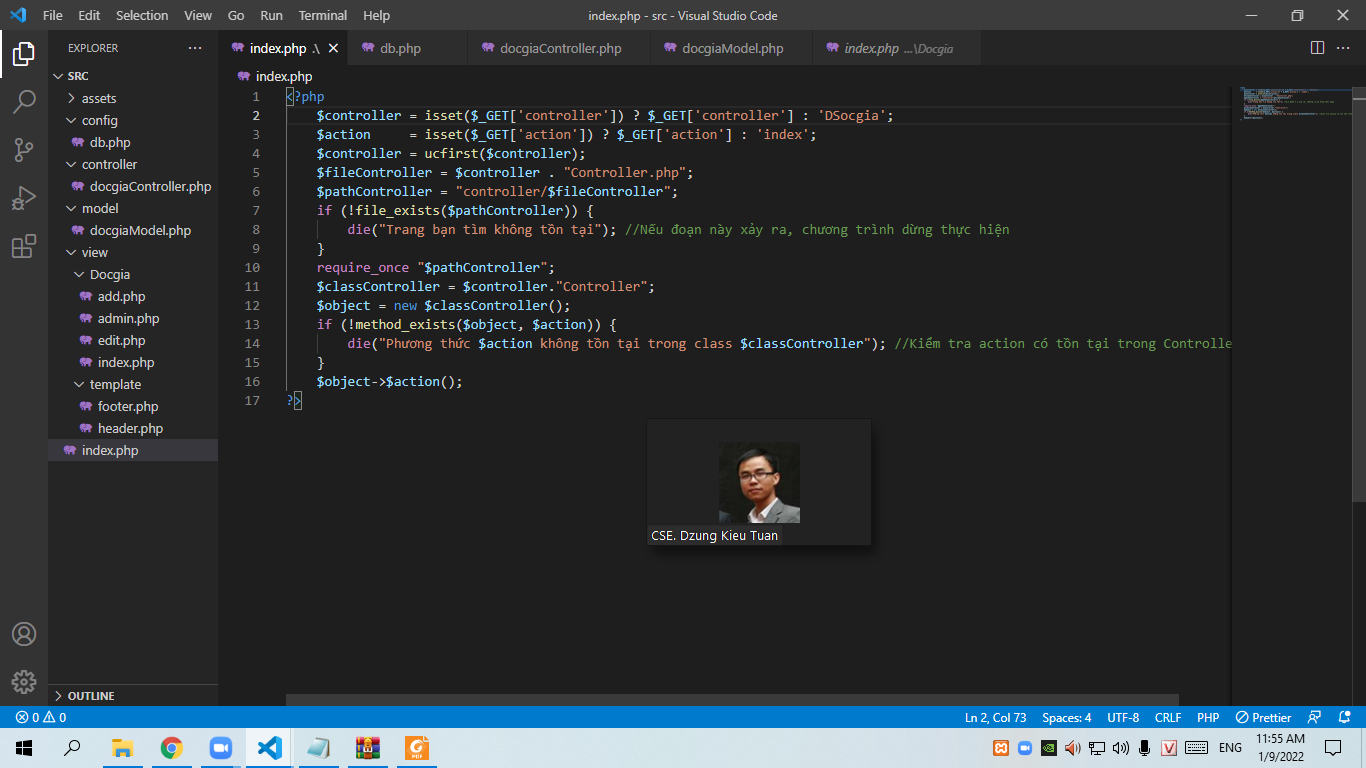 File Edit Selection View Go Run Terminal Help
index.php - src - Visual Studio Code
EXPLORER
SRC
assets
config
db.php
controller
docgiaController.php
model
docgiaModel.php
view
Docgia
add.php
admin.php
edit.php
index.php
template
footer.php
header.php
index.php
OUTLINE
index.php .\ db.php docgiaController.php docgiaModel.php index.php ...\Docgia
index.php
1 <?php
2 $controller = isset($_GET['controller']) ? $_GET['controller'] : 'DSocgia';
3 $action     = isset($_GET['action']) ? $_GET['action'] : 'index';
4 $controller = ucfirst($controller);
5 $fileController = $controller . "Controller.php";
6 $pathController = "controller/$fileController";
7 if (!file_exists($pathController)) {
8 die("Trang bạn tìm không tồn tại"); //Nếu đoạn này xảy ra, chương trình dừng thực hiện
9 }
10 require_once "$pathController";
11 $classController = $controller."Controller";
12 $object = new $classController();
13 if (!method_exists($object, $action)) {
14 die("Phương thức $action không tồn tại trong class $classController"); //Kiểm tra action có tồn tại trong Controlle
15 }
16 $object->$action();
17 ?>
CSE. Dzung Kieu Tuan
0 0 Ln 2, Col 73 Spaces: 4 UTF-8 CRLF PHP Prettier
ENG
11:55 AM
1/9/2022